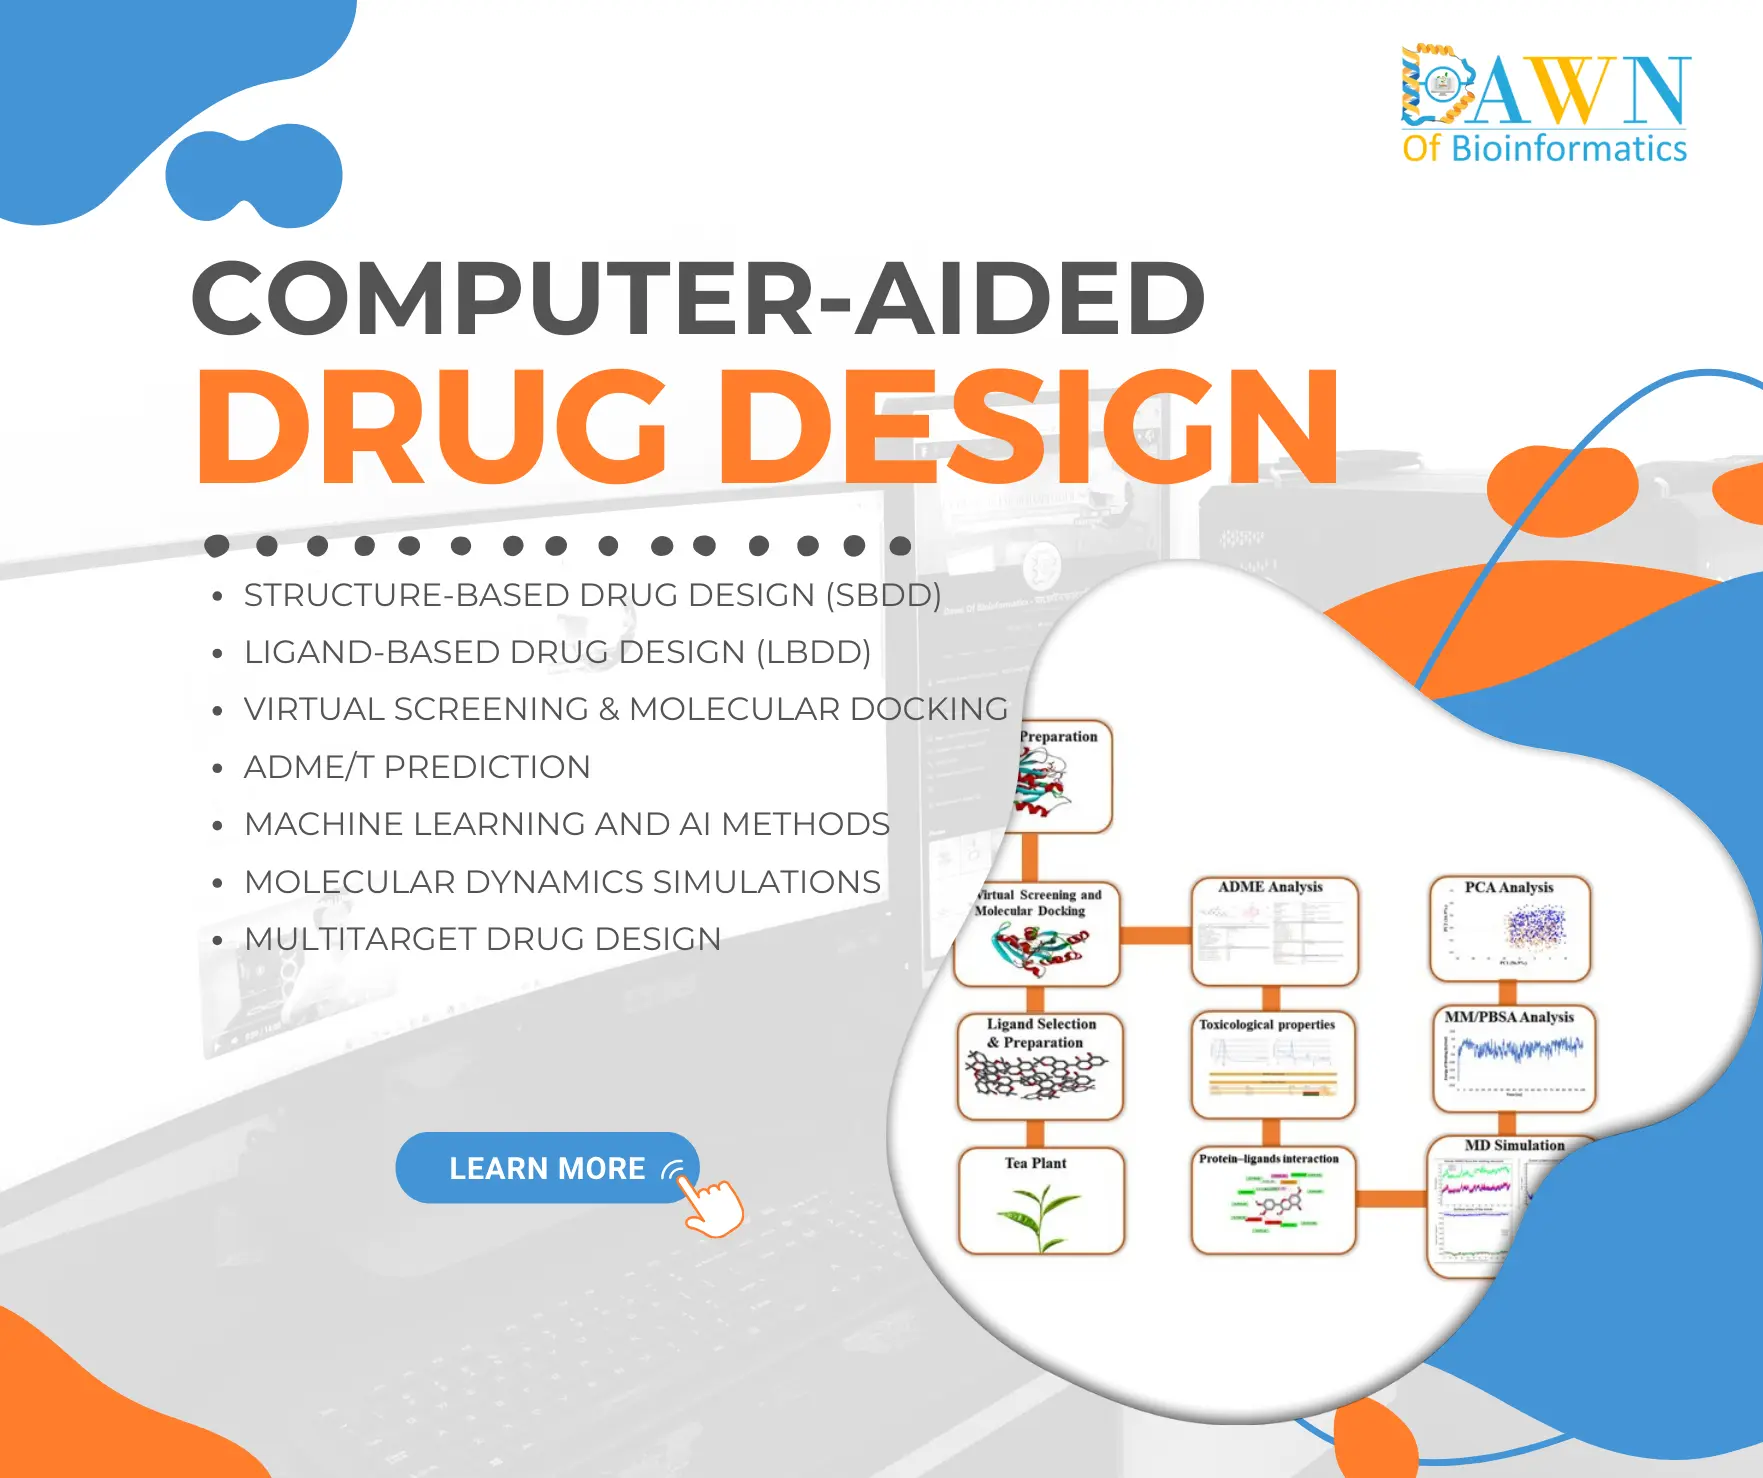 DAWN
Of Bioinformatics
COMPUTER-AIDED
DRUG DESIGN
• STRUCTURE-BASED DRUG DESIGN (SBDD)
• LIGAND-BASED DRUG DESIGN (LBDD)
• VIRTUAL SCREENING & MOLECULAR DOCKING
• ADME/T PREDICTION
• MACHINE LEARNING AND AI METHODS
• MOLECULAR DYNAMICS SIMULATIONS
• MULTITARGET DRUG DESIGN
LEARN MORE
Preparation
Virtual Screening and
Molecular Docking
Ligand Selection
& Preparation
Tea Plant
ADME Analysis
Toxicological properties
Protein–ligands interaction
PCA Analysis
MM/PBSA Analysis
MD Simulation